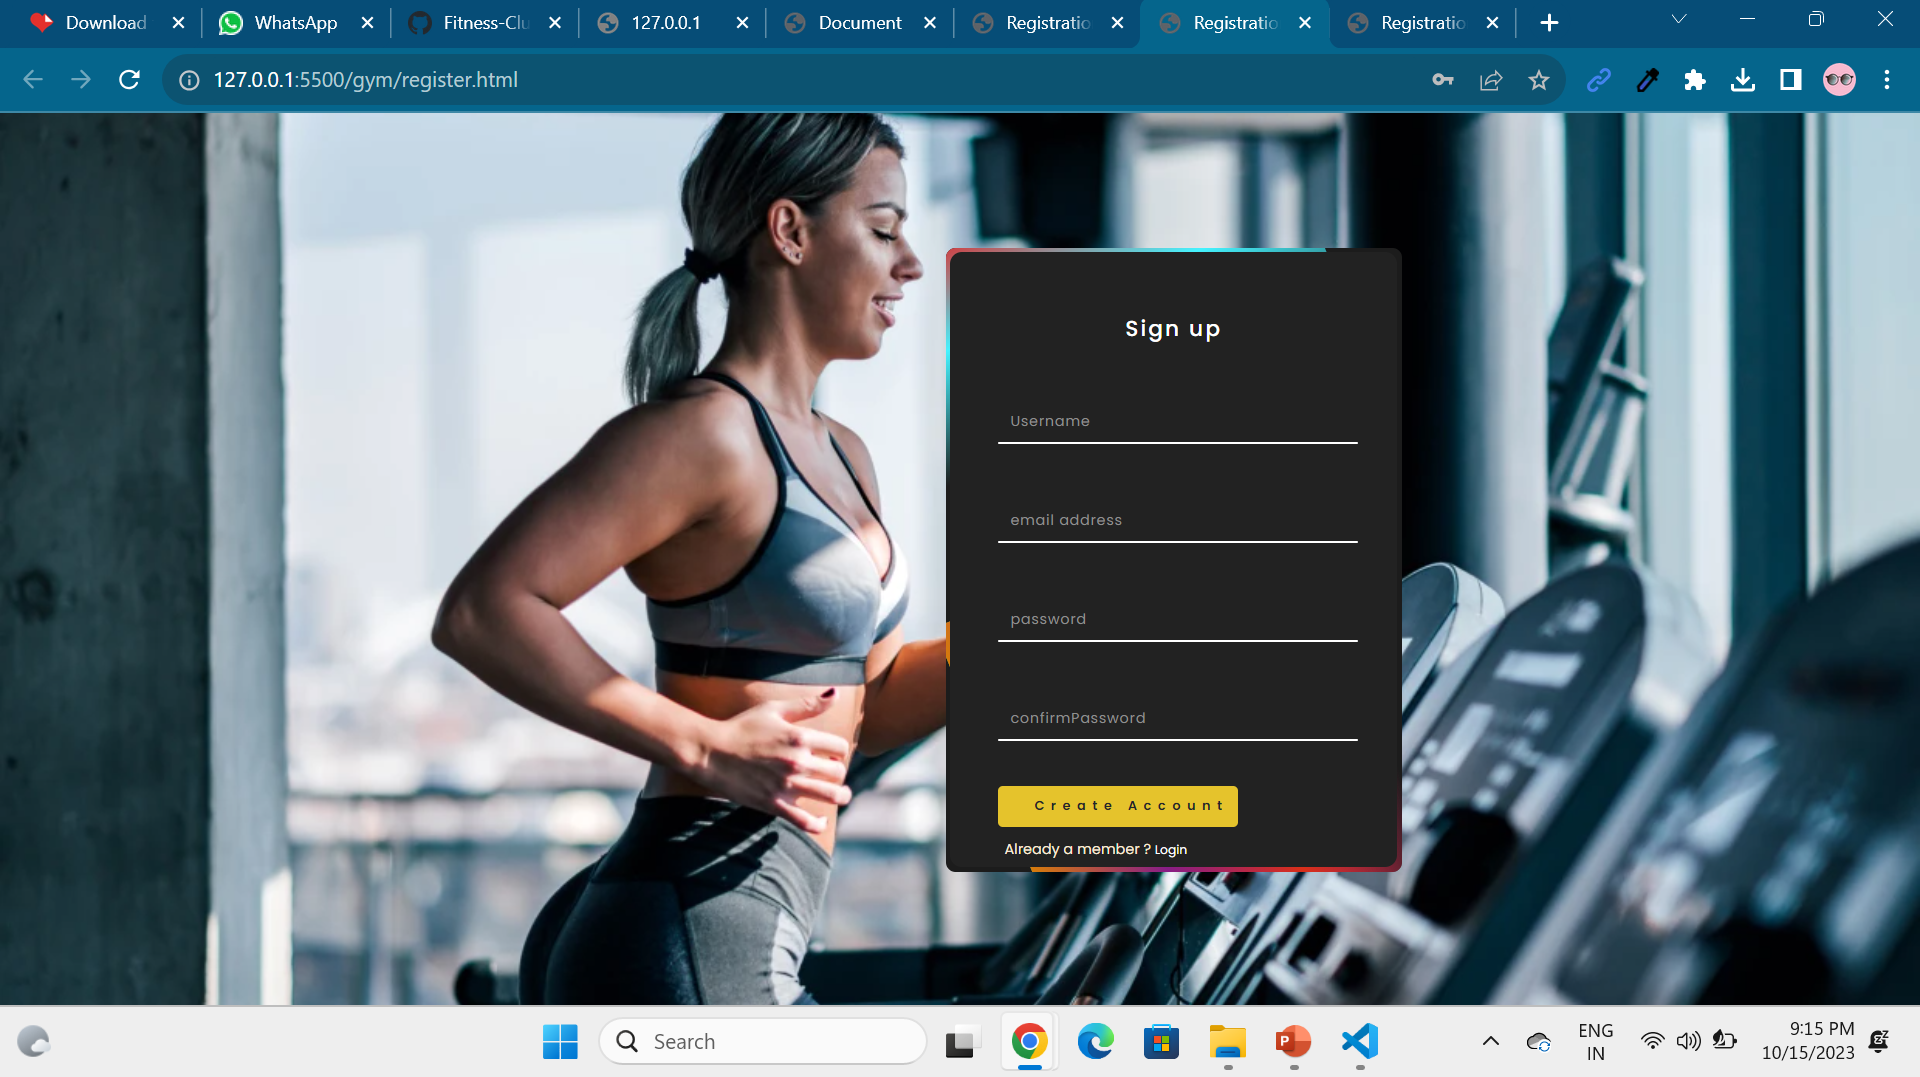 Download
WhatsApp
Fitness-Clu
127.0.0.1
Document
Registratio
Registratio
Registratio
127.0.0.1:5500/gym/register.html
Sign up
Username
email address
password
confirmPassword
Create Account
Already a member ? Login
Search
ENG
IN
9:15 PM
10/15/2023